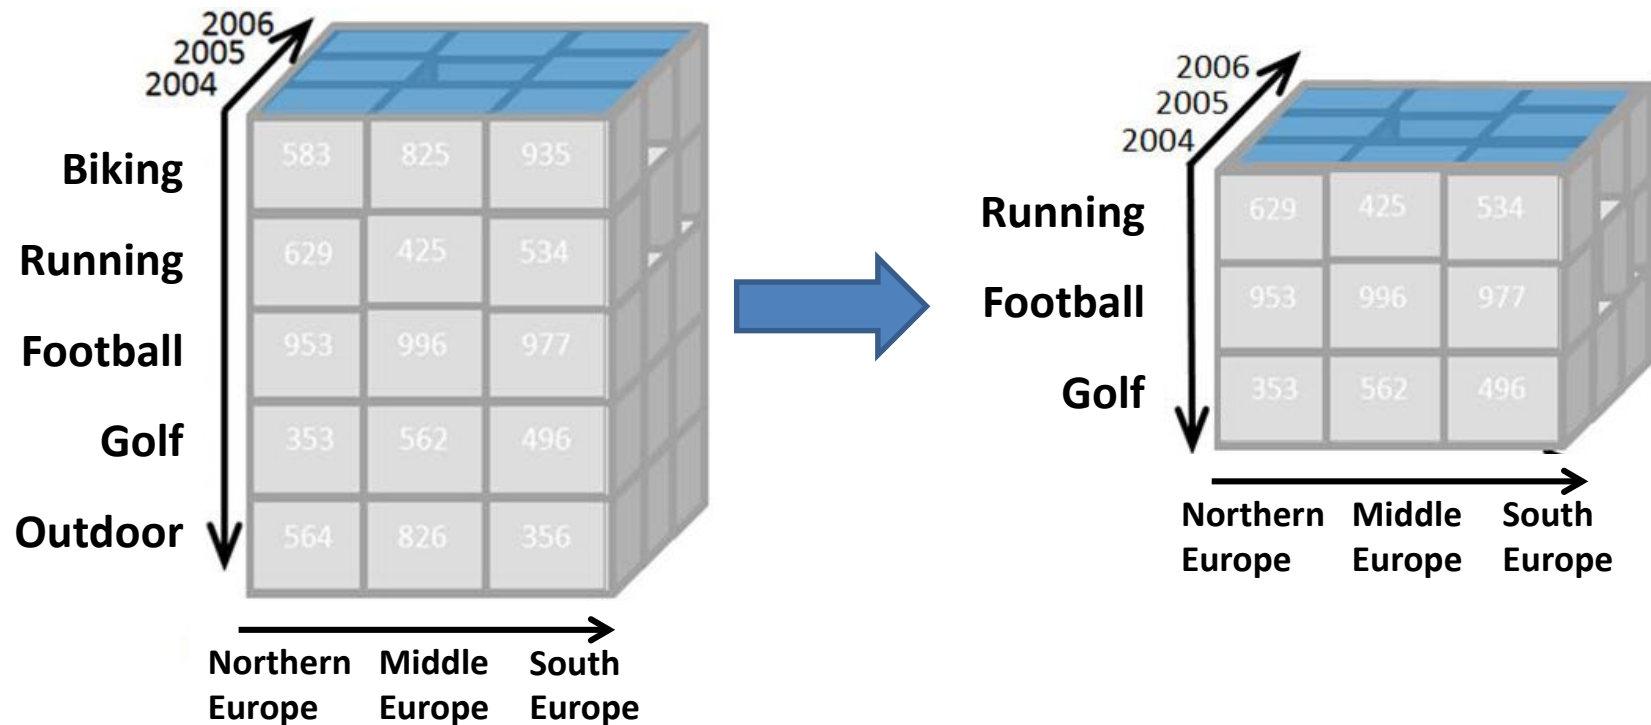 2006
2005
2004
Biking 583 825 935
Running 629 425 534
Football 953 996 977
Golf 353 562 496
Outdoor 564 826 356
Northern Middle South
Europe Europe Europe
2006
2005
2004
Running 629 425 534
Football 953 996 977
Golf 353 562 496
Northern Middle South
Europe Europe Europe